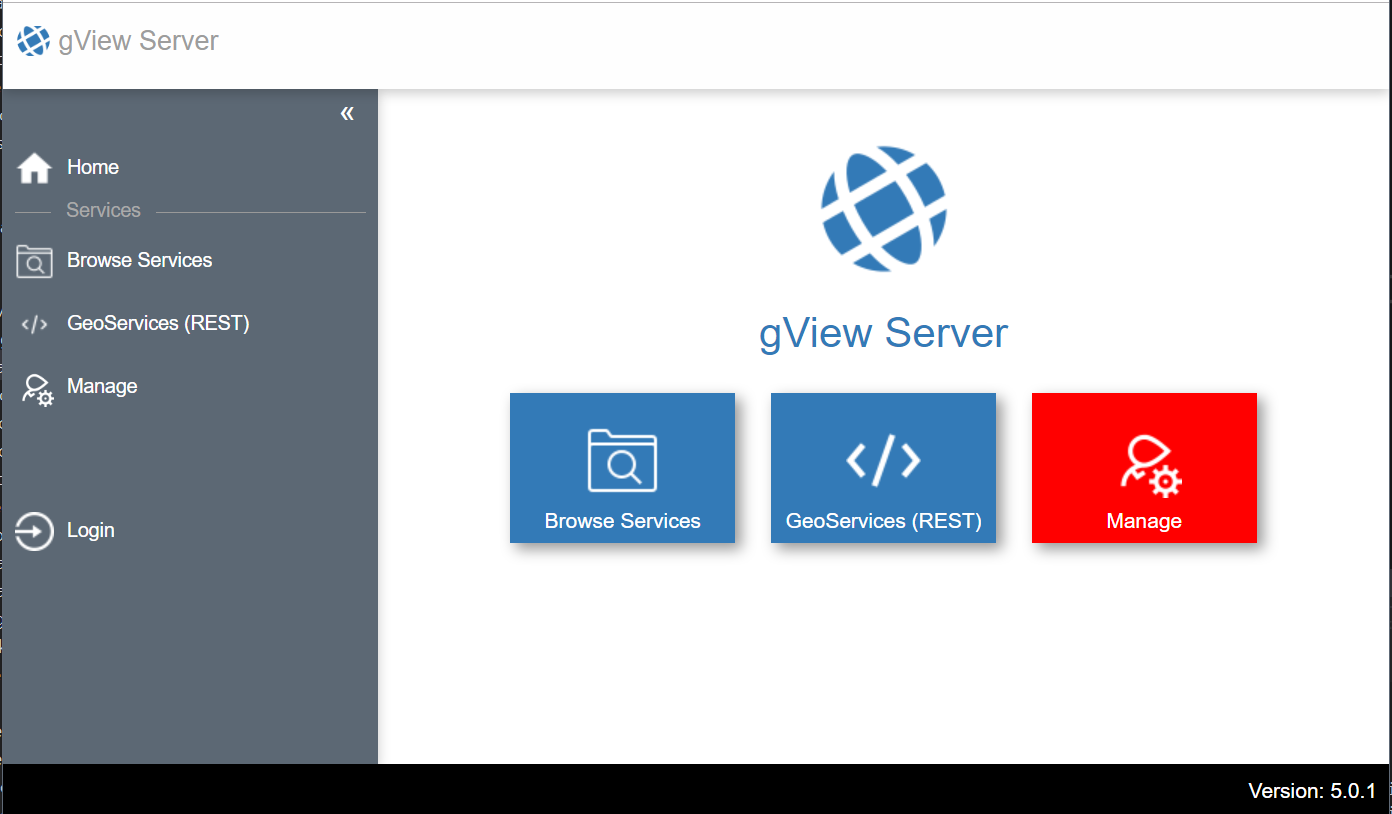 gView Server
«
Home
Services
Browse Services
</> GeoServices (REST)
Manage
Login
gView Server
Browse Services
</>
GeoServices (REST)
Manage
Version: 5.0.1